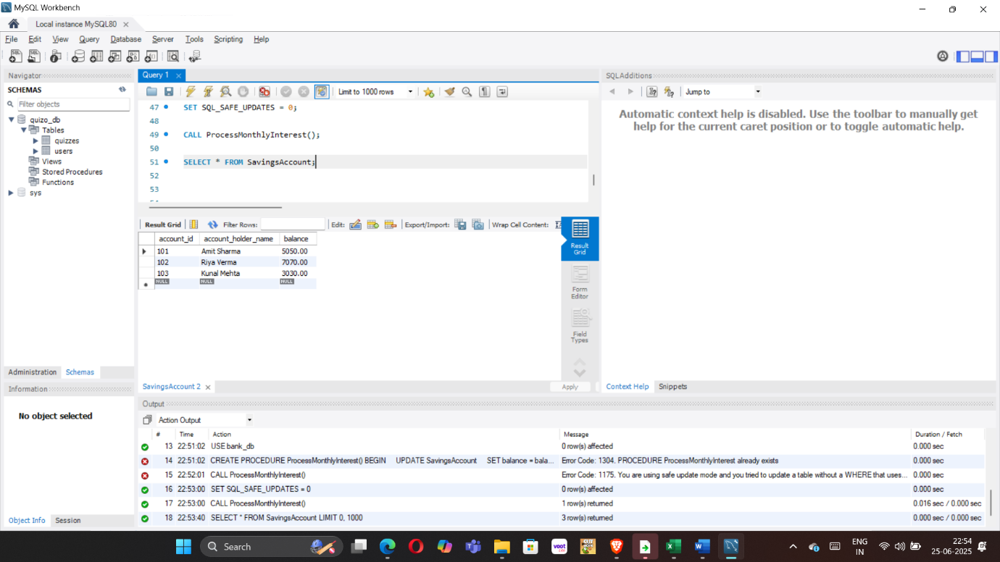 MySQL Workbench
Local instance MySQL80
File Edit View Query Database Server Tools Scripting Help
Navigator
SCHEMAS
Filter objects
quizo_db
Tables
quizzes
users
Views
Stored Procedures
Functions
sys
Administration Schemas
Information
No object selected
Object Info Session
Query 1
Limit to 1000 rows
47 SET SQL_SAFE_UPDATES = 0;
48
49 CALL ProcessMonthlyInterest();
50
51 SELECT * FROM SavingsAccount;
52
53
Result Grid Filter Rows: Edit: Export/Import: Wrap Cell Content:
account_id account_holder_name balance
101 Amit Sharma 5050.00
102 Riya Verma 7070.00
103 Kunal Mehta 3030.00
NULL NULL NULL
Result
Grid
Form
Editor
Field
Types
SavingsAccount 2 Apply
SQLAdditions
Jump to
Automatic context help is disabled. Use the toolbar to manually get
help for the current caret position or to toggle automatic help.
Context Help Snippets
Output
Action Output
# Time Action Message Duration / Fetch
13 22:51:02 USE bank_db 0 row(s) affected 0.000 sec
14 22:51:02 CREATE PROCEDURE ProcessMonthlyInterest() BEGIN UPDATE SavingsAccount SET balance = bala... Error Code: 1304. PROCEDURE ProcessMonthlyInterest already exists 0.000 sec
15 22:52:01 CALL ProcessMonthlyInterest() Error Code: 1175. You are using safe update mode and you tried to update a table without a WHERE that uses... 0.000 sec
16 22:53:00 SET SQL_SAFE_UPDATES = 0 0 row(s) affected 0.000 sec
17 22:53:00 CALL ProcessMonthlyInterest() 1 row(s) returned 0.016 sec / 0.000 sec
18 22:53:40 SELECT * FROM SavingsAccount LIMIT 0, 1000 3 row(s) returned 0.000 sec / 0.000 sec
Search
voot
ENG
IN
22:54
25-06-2025